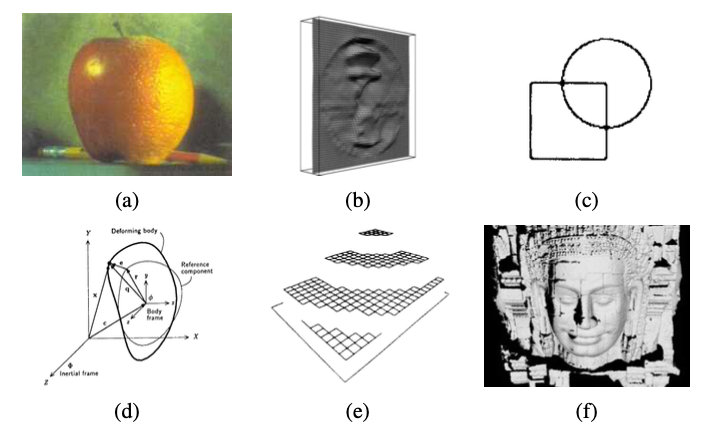 (a)
(b)
(c)
Deforming body
Y
Reference
component
e
r
y
q
x
ϕ
x
Body
frame
c
z
X
Φ
Inertial frame
Z
(d)
(e)
(f)